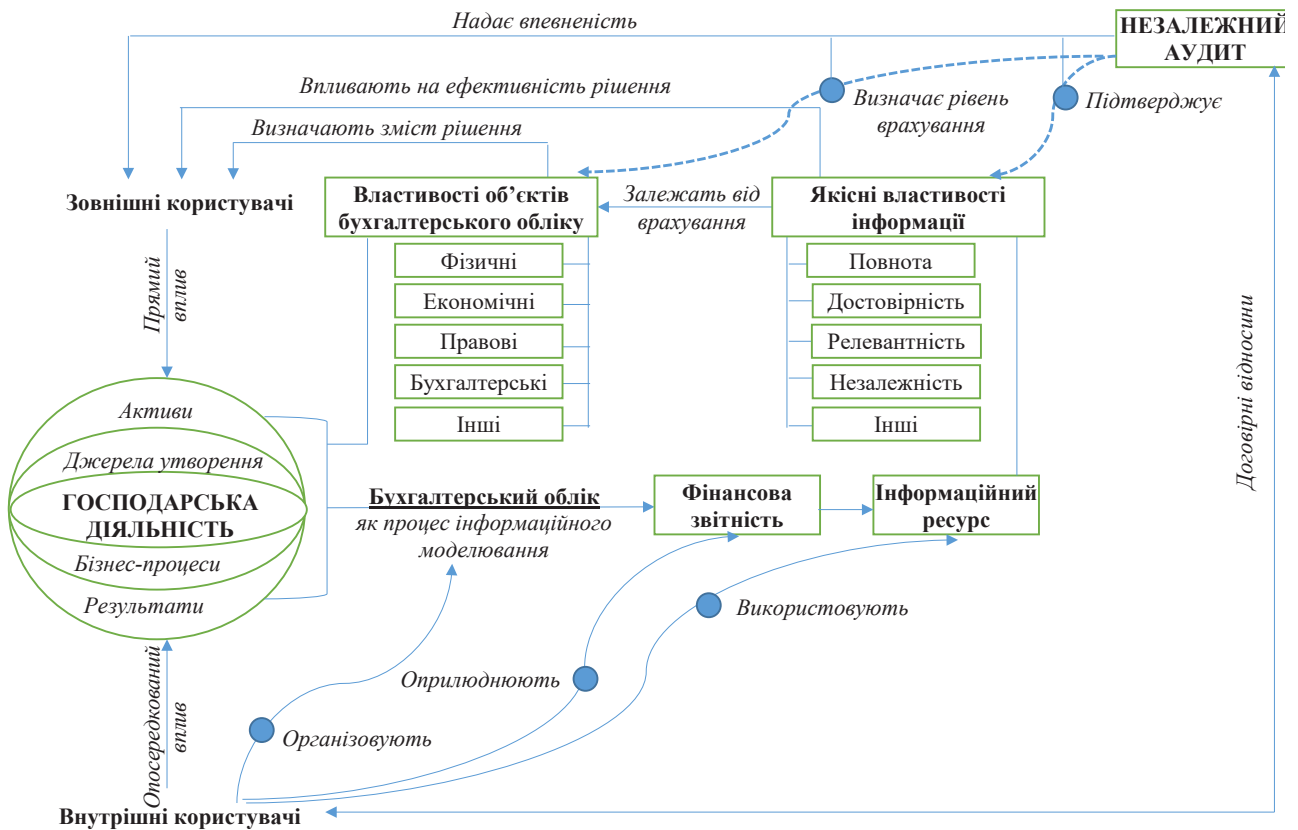 Надає впевненість
НЕЗАЛЕЖНИЙ
АУДИТ
Впливають на ефективність рішення
Визначає рівень
врахування
Підтверджує
Визначають зміст рішення
Зовнішні користувачі
Властивості об’єктів
бухгалтерського обліку
Залежать від
врахування
Якісні властивості
інформації
Фізичні
Економічні
Правові
Бухгалтерські
Інші
Повнота
Достовірність
Релевантність
Незалежність
Інші
Прямий
вплив
Договірні відносини
Активи
Джерела утворення
ГОСПОДАРСЬКА
ДІЯЛЬНІСТЬ
Бізнес-процеси
Результати
Бухгалтерський облік
як процес інформаційного
моделювання
Фінансова
звітність
Інформаційний
ресурс
Використовують
Оприлюднюють
Організовують
Опосередкований
вплив
Внутрішні користувачі